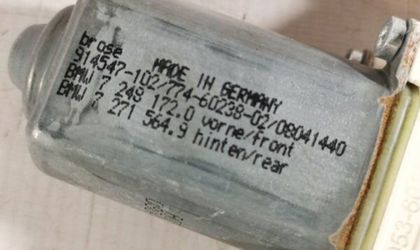 MADE IN GERMANY
brose
914547-102/774-60238-02/08041440
BMW 7 248 172.0 vorne/front
BMW 7 271 564.9 hinten/rear